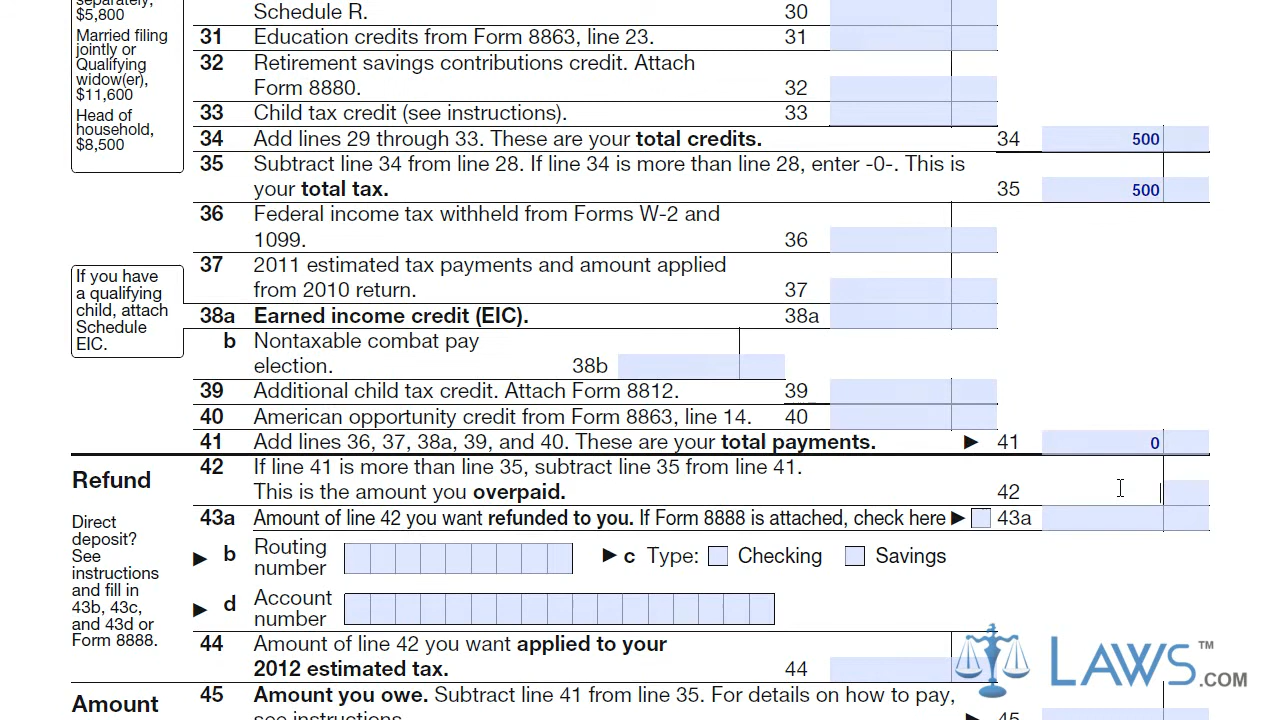 separately,
$5,800
Married filing
jointly or
Qualifying
widow(er),
$11,600
Head of
household,
$8,500
Schedule R. 30
31 Education credits from Form 8863, line 23. 31
32 Retirement savings contributions credit. Attach
Form 8880. 32
33 Child tax credit (see instructions). 33
34 Add lines 29 through 33. These are your total credits. 34 500
35 Subtract line 34 from line 28. If line 34 is more than line 28, enter -0-. This is
your total tax. 35 500
36 Federal income tax withheld from Forms W-2 and
1099. 36
37 2011 estimated tax payments and amount applied
from 2010 return. 37
If you have
a qualifying
child, attach
Schedule
EIC.
38a Earned income credit (EIC). 38a
b Nontaxable combat pay
election. 38b
39 Additional child tax credit. Attach Form 8812. 39
40 American opportunity credit from Form 8863, line 14. 40
41 Add lines 36, 37, 38a, 39, and 40. These are your total payments. ▶ 41 0
Refund
42 If line 41 is more than line 35, subtract line 35 from line 41.
This is the amount you overpaid. 42
43a Amount of line 42 you want refunded to you. If Form 8888 is attached, check here ▶ 43a
Direct
deposit?
See
instructions
and fill in
43b, 43c,
and 43d or
Form 8888.
▶ b Routing
number
▶ c Type: Checking Savings
▶ d Account
number
44 Amount of line 42 you want applied to your
2012 estimated tax. 44
Amount
45 Amount you owe. Subtract line 41 from line 35. For details on how to pay,
see instructions. ▶ 45
LAWS™.COM